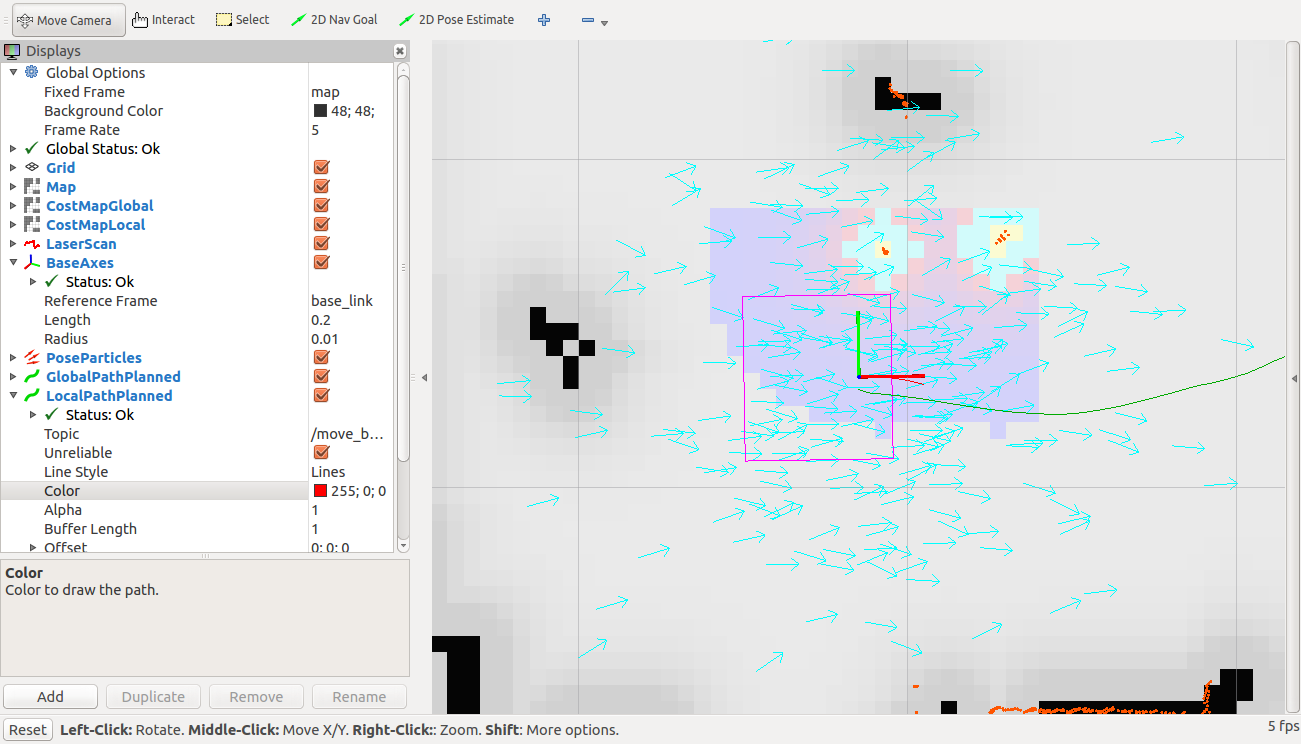 Move Camera Interact Select 2D Nav Goal 2D Pose Estimate
Displays
Global Options
Fixed Frame map
Background Color 48; 48;
Frame Rate 5
Global Status: Ok
Grid
Map
CostMapGlobal
CostMapLocal
LaserScan
BaseAxes
Status: Ok
Reference Frame base_link
Length 0.2
Radius 0.01
PoseParticles
GlobalPathPlanned
LocalPathPlanned
Status: Ok
Topic /move_b...
Unreliable
Line Style Lines
Color 255; 0; 0
Alpha 1
Buffer Length 1
Offset 0; 0; 0
Color
Color to draw the path.
Add Duplicate Remove Rename
Reset Left-Click: Rotate. Middle-Click: Move X/Y. Right-Click:: Zoom. Shift: More options. 5 fps